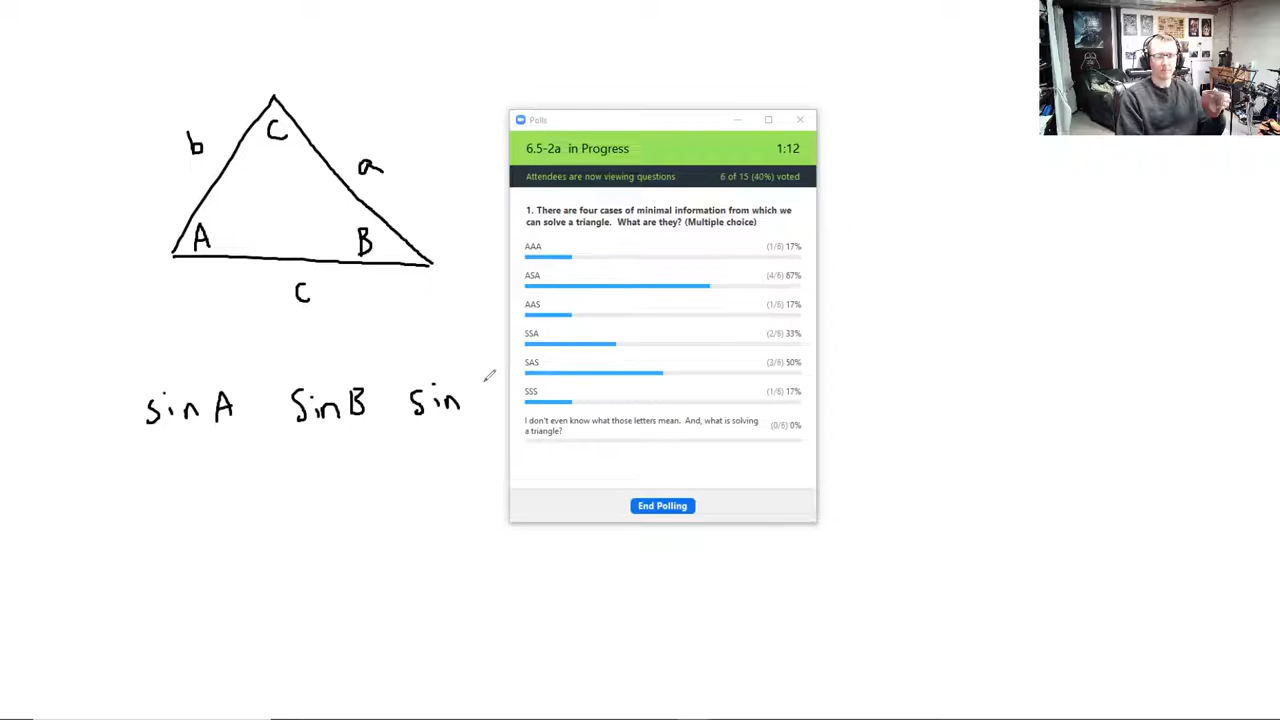 C
b
a
A
B
c
sin A sin B sin
Polls
6.5-2a in Progress 1:12
Attendees are now viewing questions 6 of 15 (40%) voted
1. There are four cases of minimal information from which we
can solve a triangle. What are they? (Multiple choice)
AAA (1/6) 17%
ASA (4/6) 67%
AAS (1/6) 17%
SSA (2/6) 33%
SAS (3/6) 50%
SSS (1/6) 17%
I don't even know what those letters mean. And, what is solving
a triangle? (0/6) 0%
End Polling